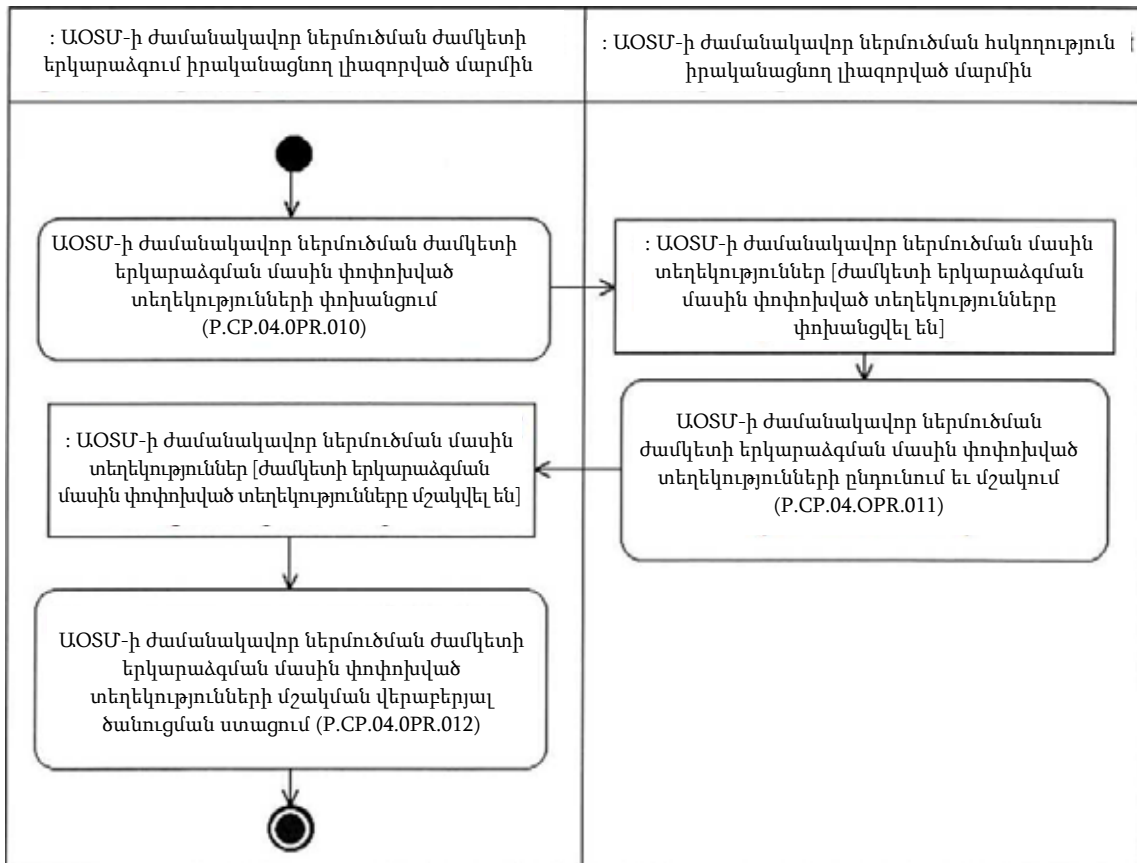 : ԱՕՏՄ-ի ժամանակավոր ներմուծման ժամկետի
երկարաձգում իրականացնող լիազորված մարմին
: ԱՕՏՄ-ի ժամանակավոր ներմուծման հսկողություն
իրականացնող լիազորված մարմին
ԱՕՏՄ-ի ժամանակավոր ներմուծման ժամկետի
երկարաձգման մասին փոփոխված
տեղեկությունների փոխանցում
(P.CP.04.0PR.010)
: ԱՕՏՄ-ի ժամանակավոր ներմուծման մասին
տեղեկություններ [ժամկետի երկարաձգման
մասին փոփոխված տեղեկությունները
փոխանցվել են]
ԱՕՏՄ-ի ժամանակավոր ներմուծման
ժամկետի երկարաձգման մասին փոփոխված
տեղեկությունների ընդունում եւ մշակում
(P.CP.04.OPR.011)
: ԱՕՏՄ-ի ժամանակավոր ներմուծման մասին
տեղեկություններ [ժամկետի երկարաձգման
մասին փոփոխված տեղեկությունները մշակվել են]
ԱՕՏՄ-ի ժամանակավոր ներմուծման ժամկետի
երկարաձգման մասին փոփոխված
տեղեկությունների մշակման վերաբերյալ
ծանուցման ստացում (P.CP.04.0PR.012)